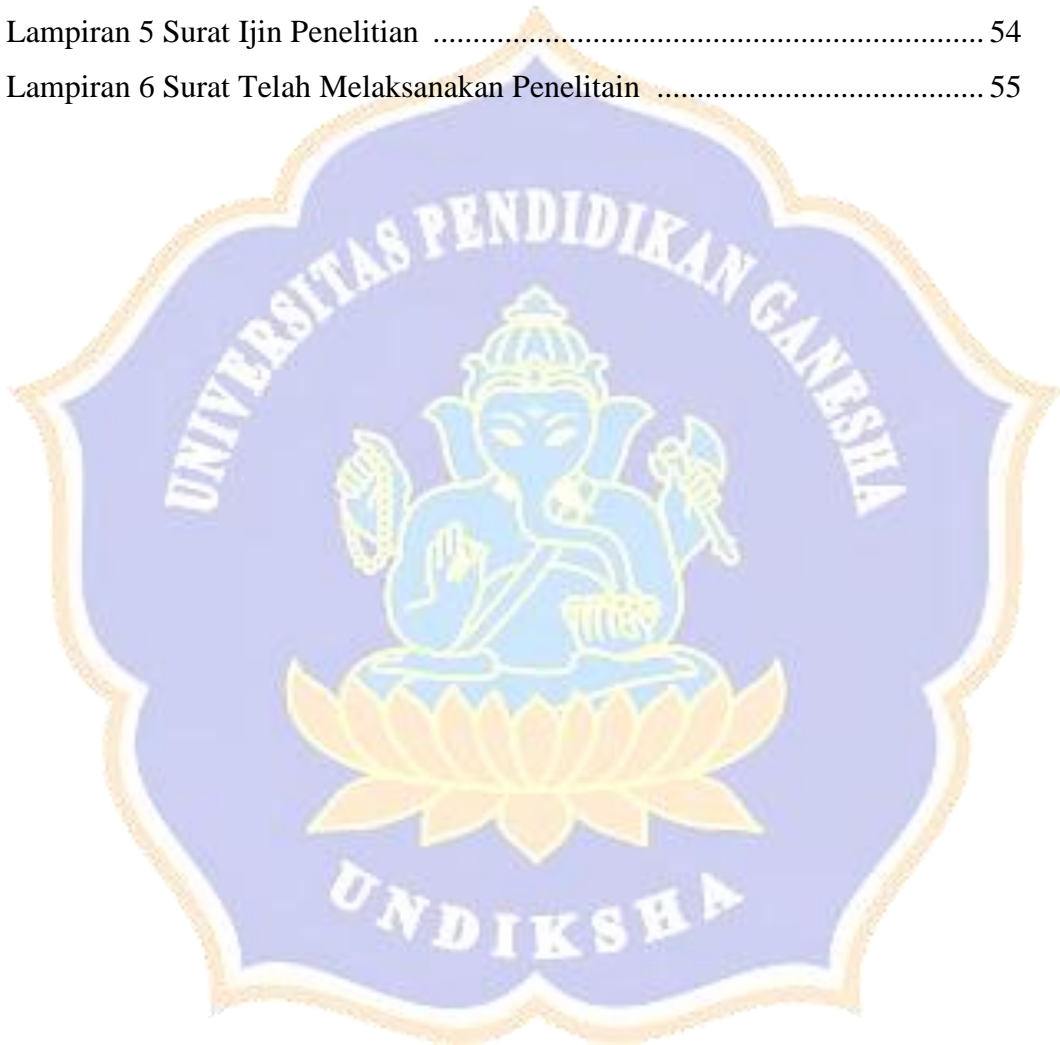 Lampiran 5 Surat Ijin Penelitian ................................................................... 54
Lampiran 6 Surat Telah Melaksanakan Penelitain ........................................ 55
UNIVERSITAS PENDIDIKAN GANESHA
UNDIKSHA